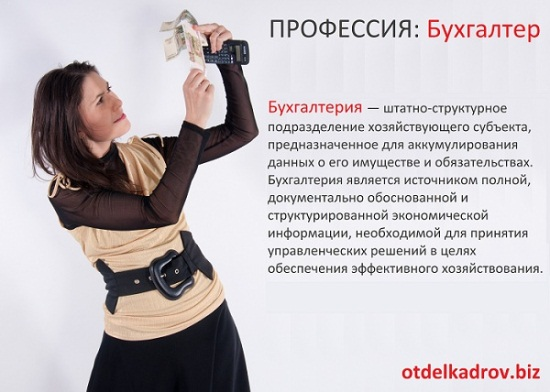 ПРОФЕССИЯ: Бухгалтер
Бухгалтерия — штатно-структурное
подразделение хозяйствующего субъекта,
предназначенное для аккумулирования
данных о его имуществе и обязательствах.
Бухгалтерия является источником полной,
документально обоснованной и
структурированной экономической
информации, необходимой для принятия
управленческих решений в целях
обеспечения эффективного хозяйствования.
otdelkadrov.biz